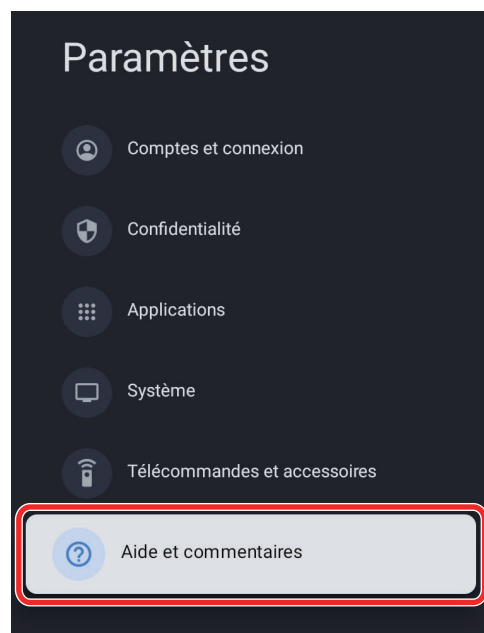 Paramètres
Comptes et connexion
Confidentialité
Applications
Système
Télécommandes et accessoires
Aide et commentaires